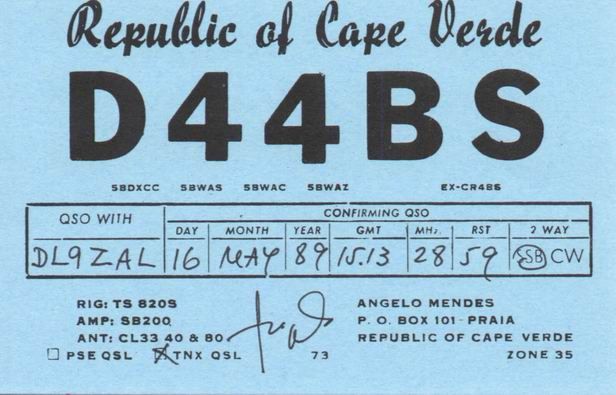 Republic of Cape Verde
D44BS
5BDXCC 5BWAS 5BWAC 5BWAZ EX-CR4BS
QSO WITH CONFIRMING QSO
DAY MONTH YEAR GMT MHz. RST 2 WAY
DL9ZAL 16 MAY 89 15.13 28 59 SSB CW
RIG: TS 820S ANGELO MENDES
AMP: SB200 P. O. BOX 101 - PRAIA
ANT: CL33 40 & 80 REPUBLIC OF CAPE VERDE
PSE QSL TNX QSL 73 ZONE 35